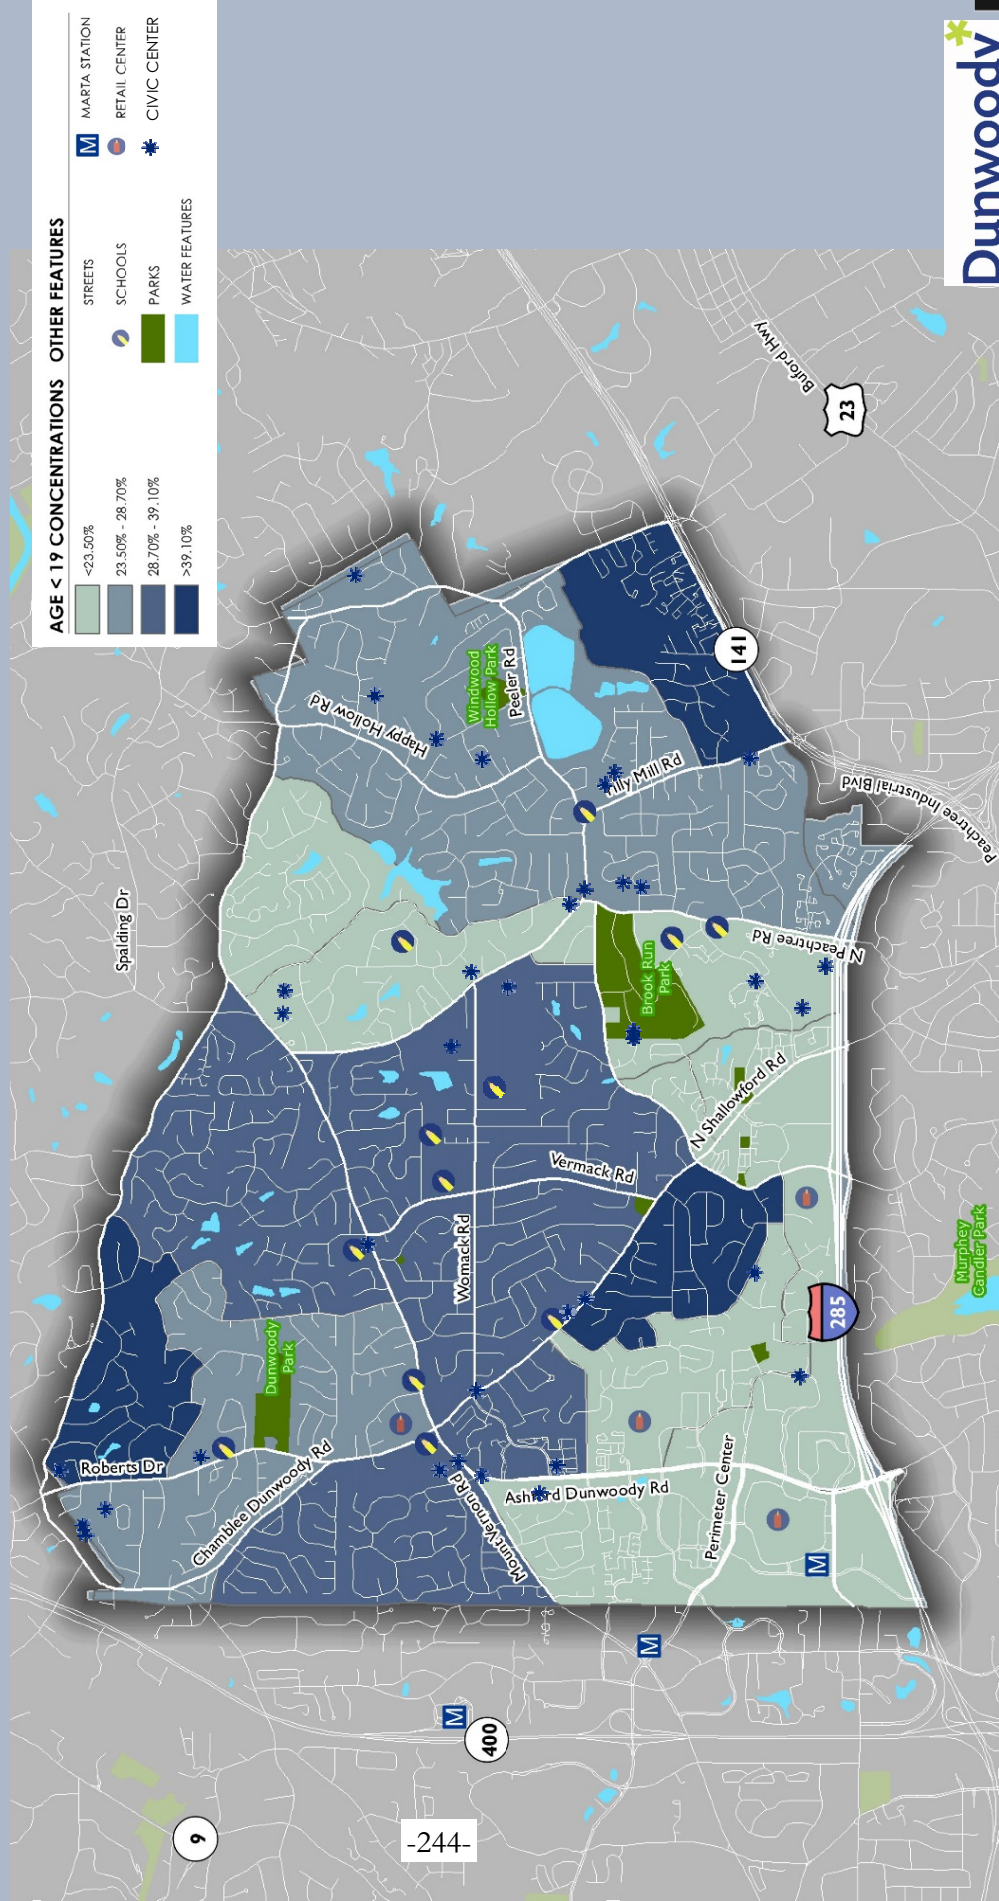 AGE < 19 CONCENTRATIONS
<23.50%
23.50% - 28.70%
28.70% - 39.10%
>39.10%
OTHER FEATURES
STREETS
SCHOOLS
PARKS
WATER FEATURES
M MARTA STATION
RETAIL CENTER
CIVIC CENTER
Dunwoody
Spalding Dr
Roberts Dr
Dunwoody
Park
Chamblee Dunwoody Rd
Mount Vernon Rd
Womack Rd
Vermack Rd
Happy Hollow Rd
Windwood
Hollow Park
Peeler Rd
Tilly Mill Rd
Brook Run
Park
N Peachtree Rd
N Shallowford Rd
Ashford Dunwoody Rd
Perimeter Center
Peachtree Industrial Blvd
Buford Hwy
Murphey
Candler Park
9
400
285
141
23
M
M
M
-244-